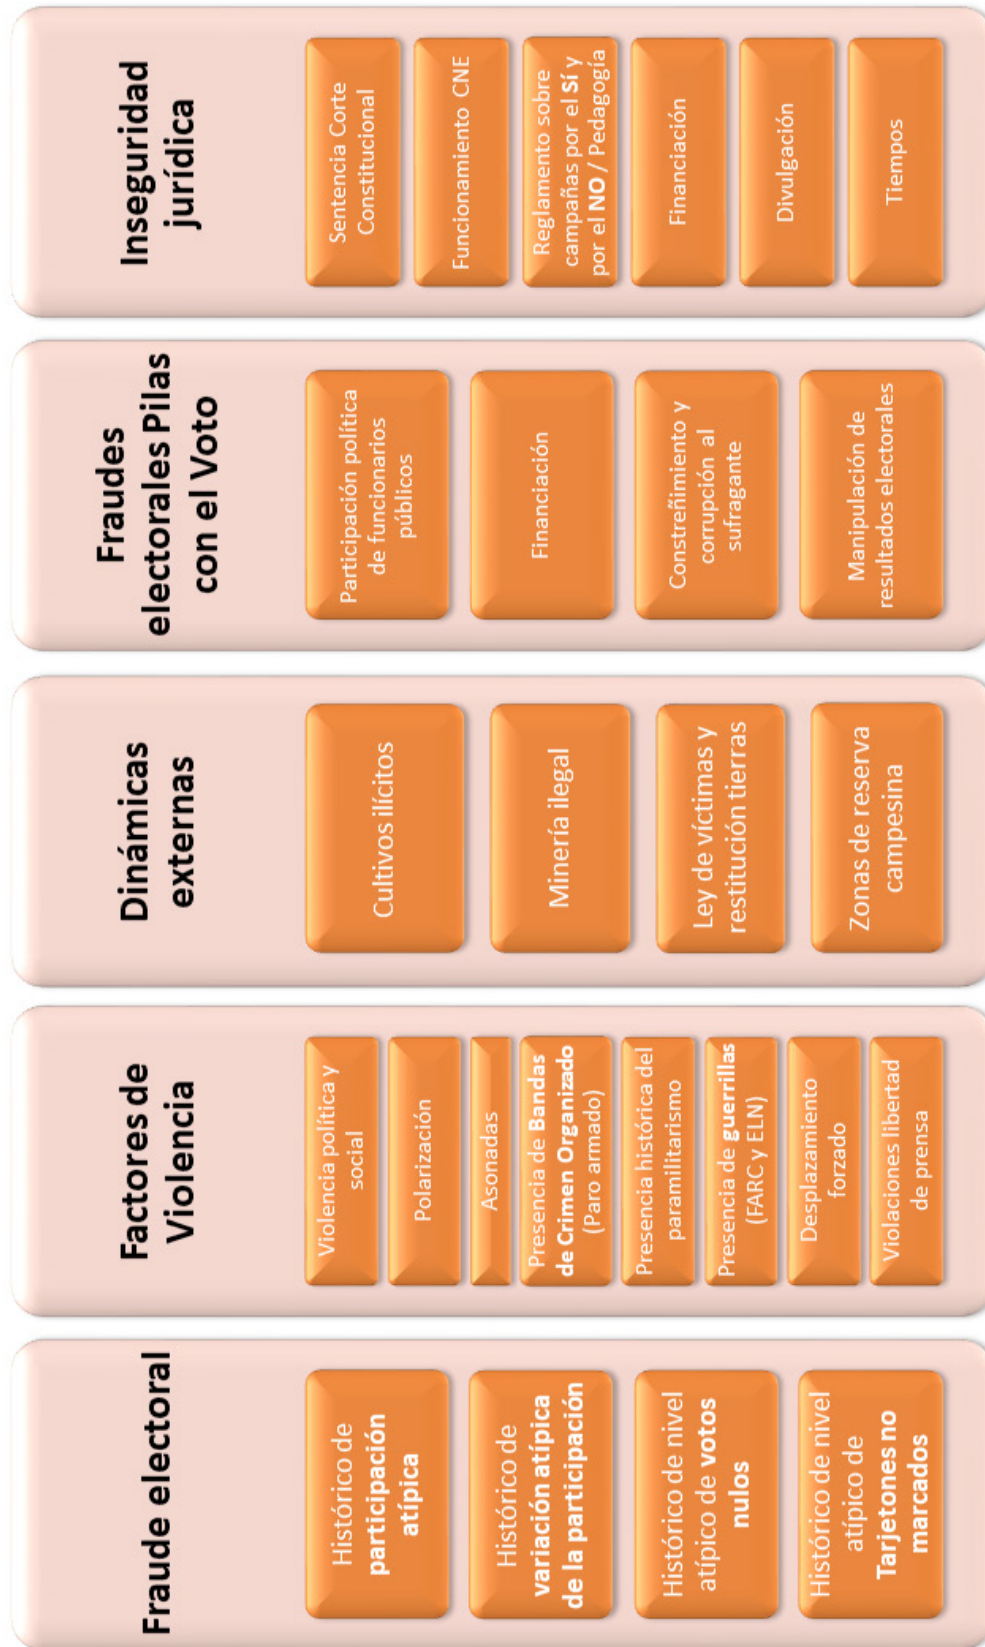 Fraude electoral
Histórico de
participación
atípica
Histórico de
variación atípica
de la participación
Histórico de nivel
atípico de votos
nulos
Histórico de nivel
atípico de
Tarjetones no
marcados
Factores de
Violencia
Violencia política y
social
Polarización
Asonadas
Presencia de Bandas
de Crimen Organizado
(Paro armado)
Presencia histórica del
paramilitarismo
Presencia de guerrillas
(FARC y ELN)
Desplazamiento
forzado
Violaciones libertad
de prensa
Dinámicas
externas
Cultivos ilícitos
Minería ilegal
Ley de víctimas y
restitución tierras
Zonas de reserva
campesina
Fraudes
electorales Pilas
con el Voto
Participación política
de funcionarios
públicos
Financiación
Constreñimiento y
corrupción al
sufragante
Manipulación de
resultados electorales
Inseguridad
jurídica
Sentencia Corte
Constitucional
Funcionamiento CNE
Reglamento sobre
campañas por el Sí y
por el NO / Pedagogía
Financiación
Divulgación
Tiempos